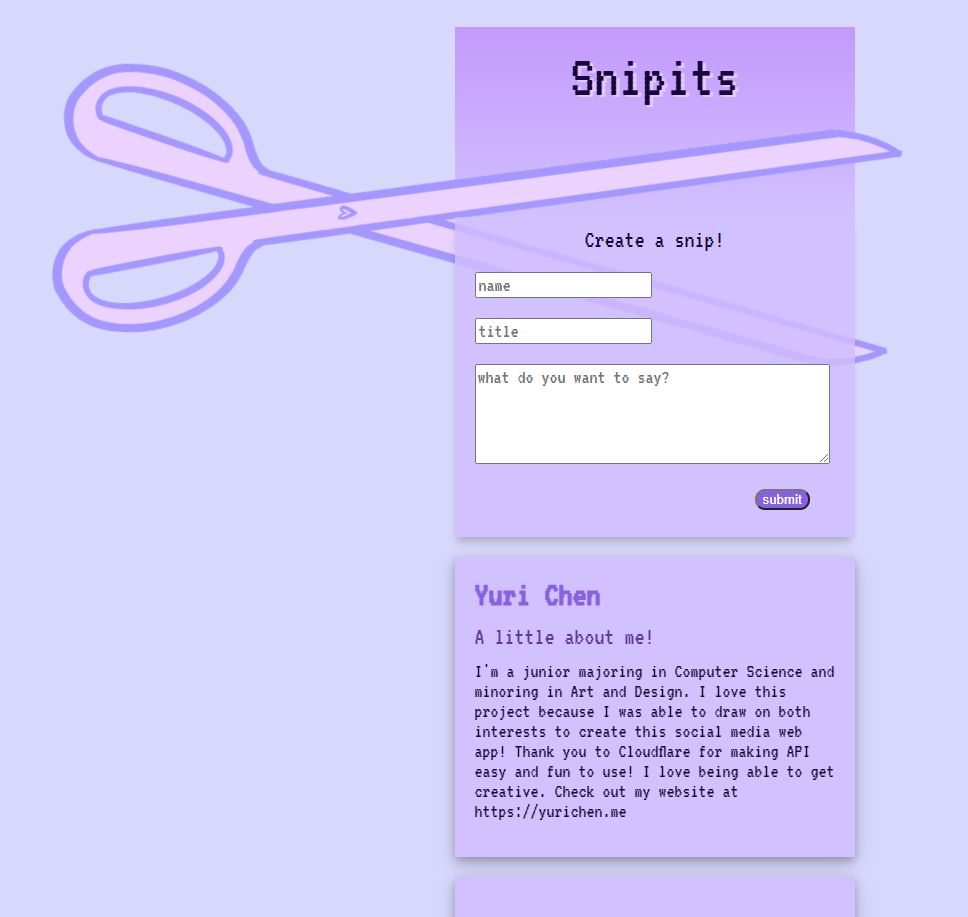 Snipits
Create a snip!
name
title
what do you want to say?
submit
Yuri Chen
A little about me!
I'm a junior majoring in Computer Science and
minoring in Art and Design. I love this
project because I was able to draw on both
interests to create this social media web
app! Thank you to Cloudflare for making API
easy and fun to use! I love being able to get
creative. Check out my website at
https://yurichen.me